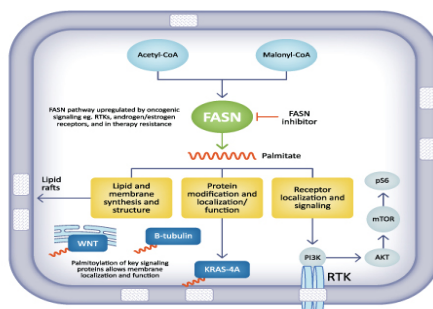 Acetyl-CoA
Malonyl-CoA
FASN pathway upregulated by oncogenic
signaling eg. RTKs, androgen/estrogen
receptors, and in therapy resistance
FASN
FASN
inhibitor
Palmitate
Lipid
rafts
Lipid and
membrane
synthesis and
structure
Protein
modification and
localization/
function
Receptor
localization and
signaling
pS6
mTOR
AKT
PI3K
RTK
WNT
B-tubulin
KRAS-4A
Palmitoylation of key signaling
proteins allows membrane
localization and function